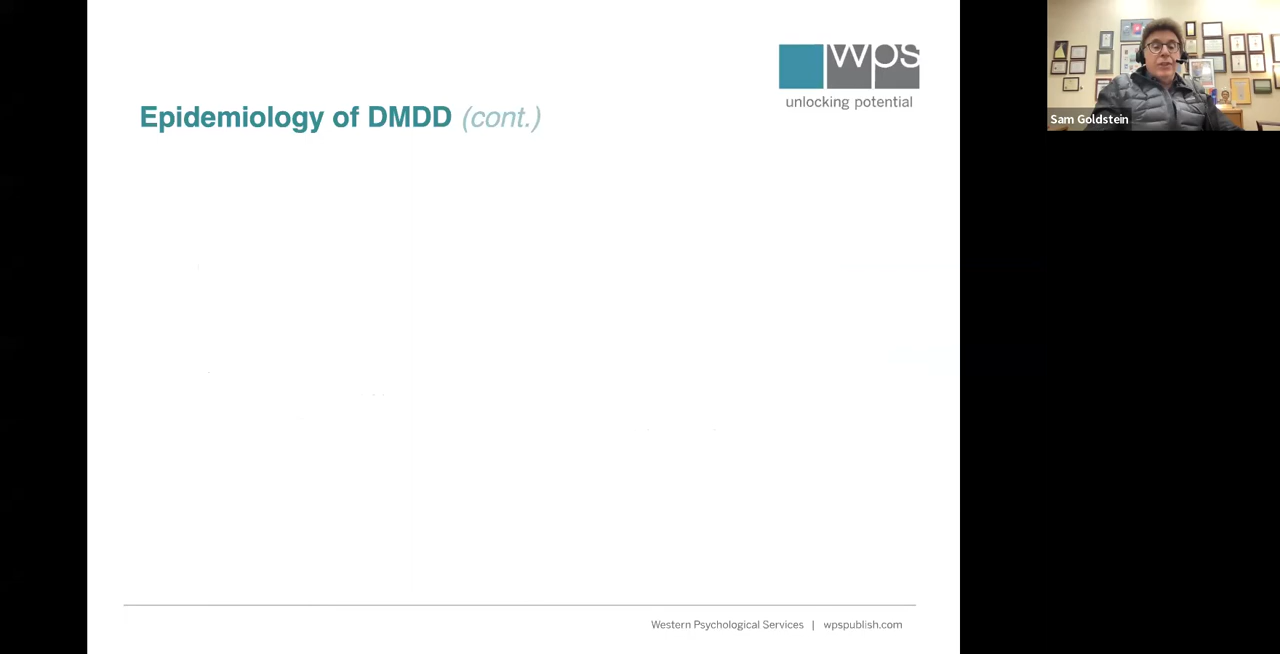 wps
unlocking potential
Epidemiology of DMDD (cont.)
Sam Goldstein
Western Psychological Services | wpspublish.com